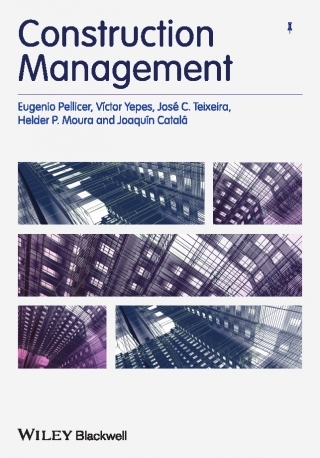 Construction
Management
Eugenio Pellicer, Víctor Yepes, José C. Teixeira,
Helder P. Moura and Joaquín Catalá
WILEY Blackwell